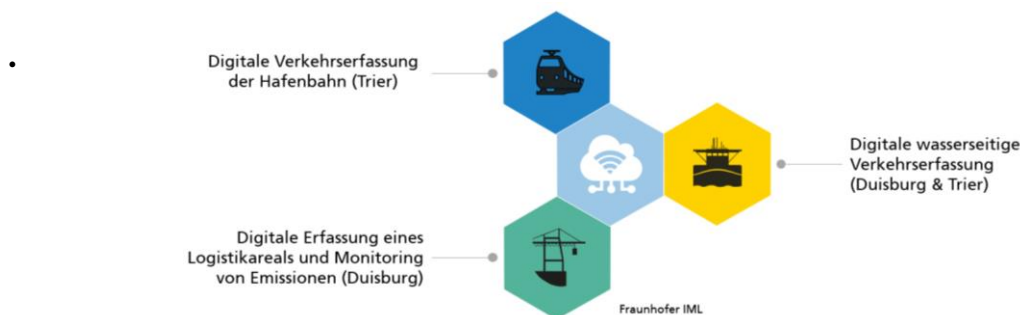 Digitale Verkehrserfassung
der Hafenbahn (Trier)
Digitale wasserseitige
Verkehrserfassung
(Duisburg & Trier)
Digitale Erfassung eines
Logistikareals und Monitoring
von Emissionen (Duisburg)
Fraunhofer IML